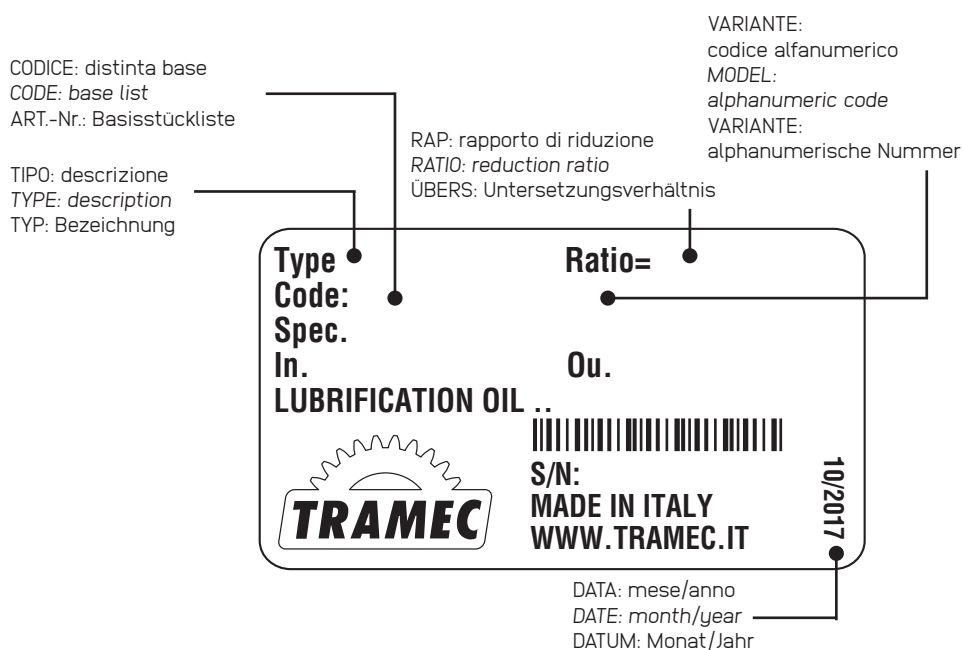 VARIANTE:
codice alfanumerico
MODEL:
alphanumeric code
VARIANTE:
alphanumerische Nummer
CODICE: distinta base
CODE: base list
ART.-Nr.: Basisstückliste
RAP: rapporto di riduzione
RATIO: reduction ratio
ÜBERS: Untersetzungsverhältnis
TIPO: descrizione
TYPE: description
TYP: Bezeichnung
Type
Ratio=
Code:
Spec.
In.
Ou.
LUBRIFICATION OIL ..
TRAMEC
S/N:
MADE IN ITALY
WWW.TRAMEC.IT
10/2017
DATA: mese/anno
DATE: month/year
DATUM: Monat/Jahr